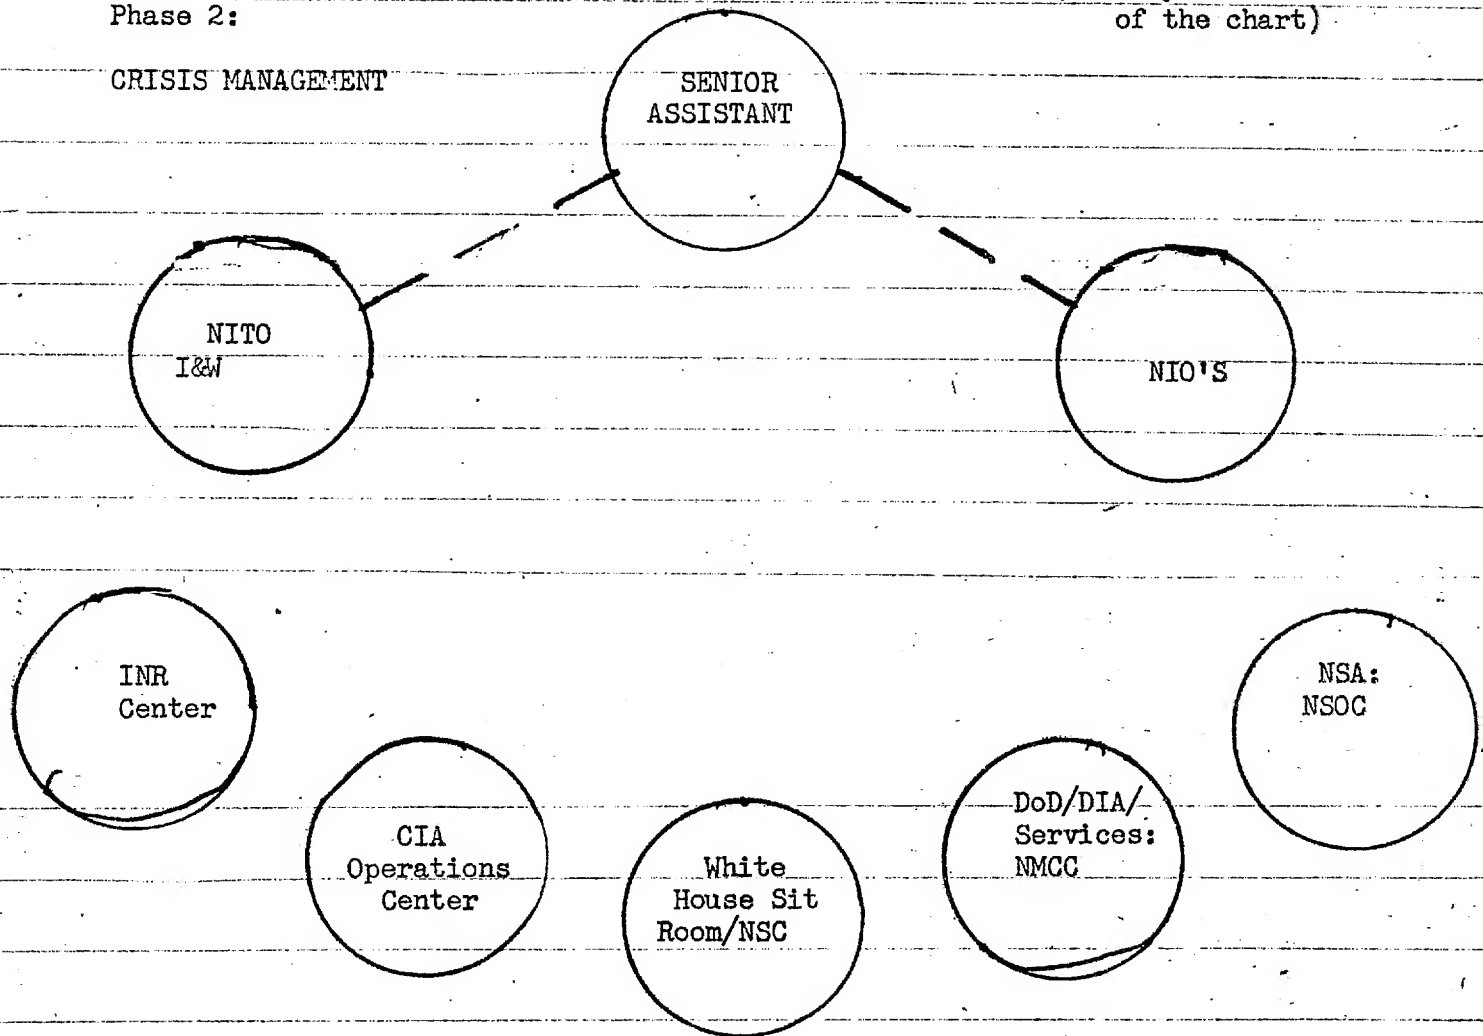 Phase 2:
of the chart)
CRISIS MANAGEMENT
SENIOR
ASSISTANT
NITO
I&W
NIO'S
INR
Center
CIA
Operations
Center
White
House Sit
Room/NSC
DoD/DIA/
Services:
NMCC
NSA:
NSOC